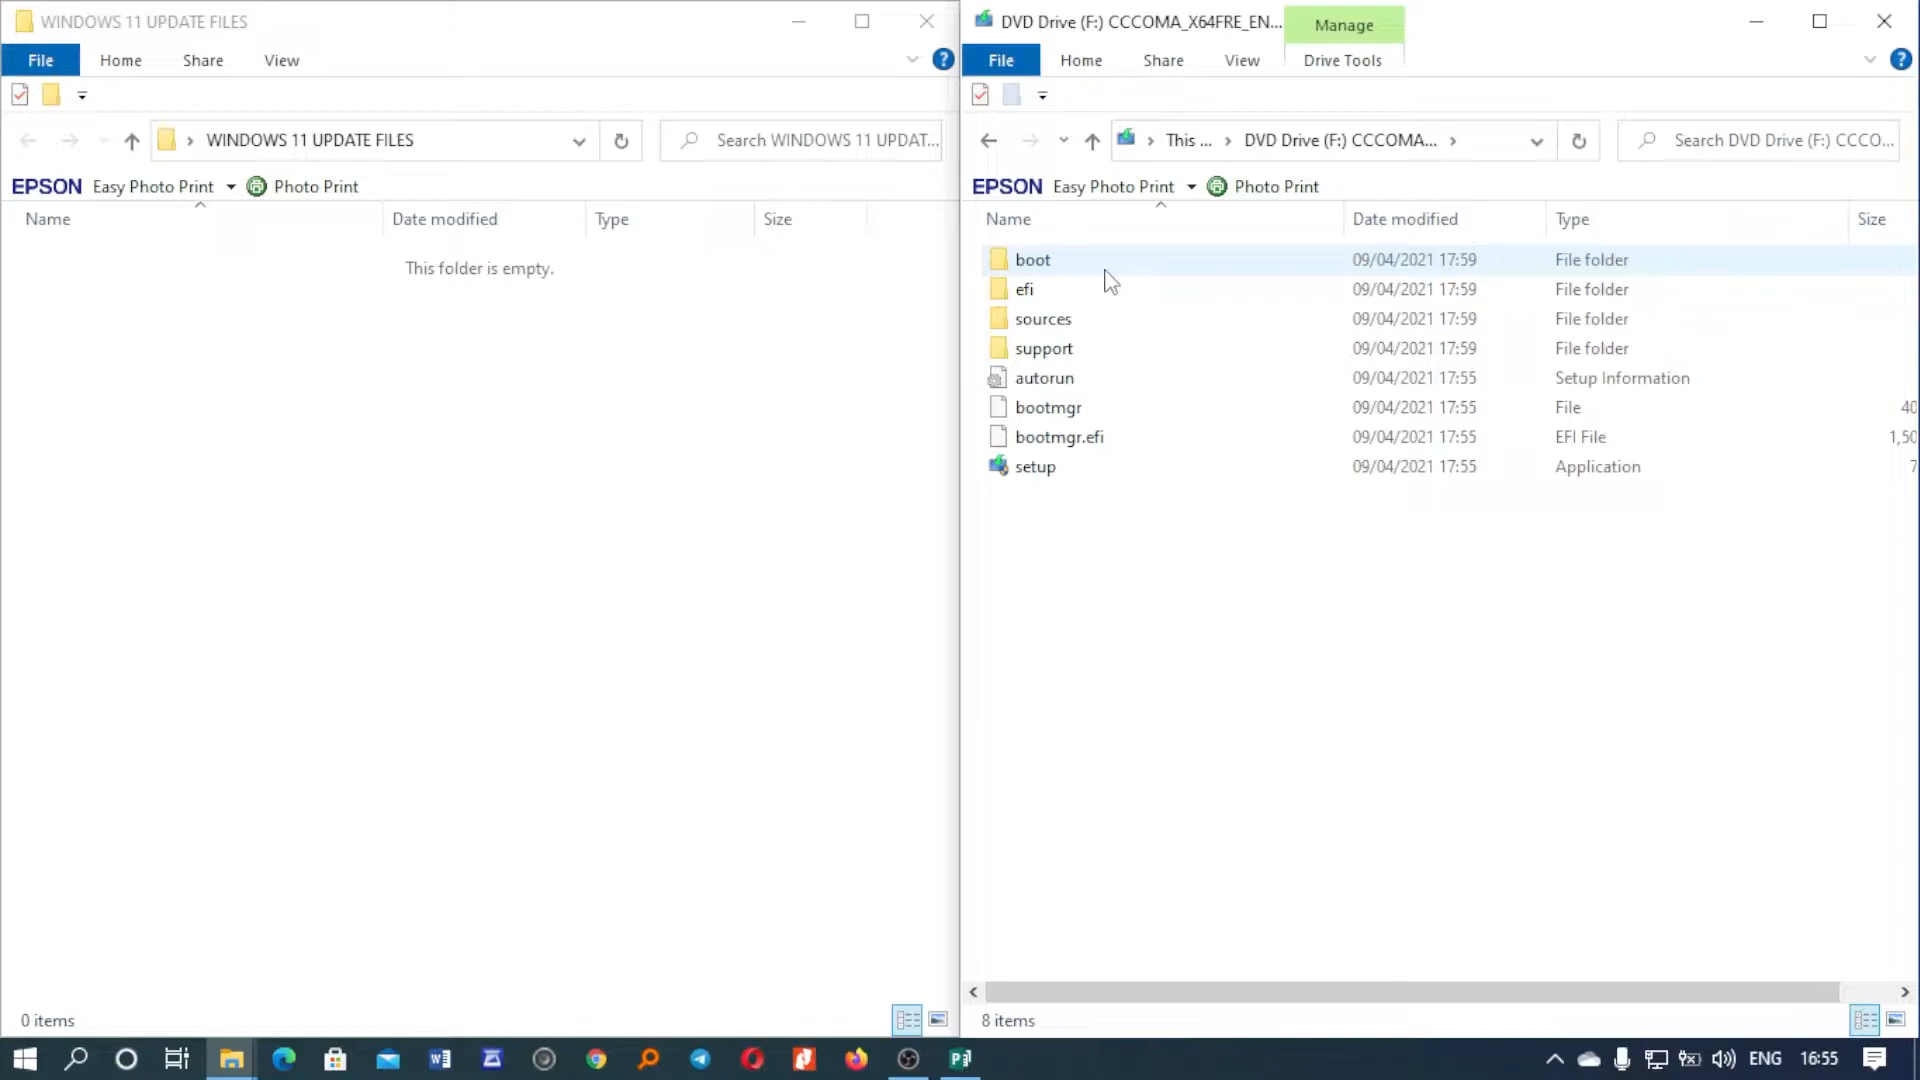 WINDOWS 11 UPDATE FILES
File Home Share View
WINDOWS 11 UPDATE FILES
Search WINDOWS 11 UPDAT...
EPSON Easy Photo Print Photo Print
Name Date modified Type Size
This folder is empty.
0 items
DVD Drive (F:) CCCOMA_X64FRE_EN... Manage
File Home Share View Drive Tools
This ... DVD Drive (F:) CCCOMA...
Search DVD Drive (F:) CCCO...
EPSON Easy Photo Print Photo Print
Name Date modified Type Size
boot 09/04/2021 17:59 File folder
efi 09/04/2021 17:59 File folder
sources 09/04/2021 17:59 File folder
support 09/04/2021 17:59 File folder
autorun 09/04/2021 17:55 Setup Information
bootmgr 09/04/2021 17:55 File 40
bootmgr.efi 09/04/2021 17:55 EFI File 1,50
setup 09/04/2021 17:55 Application 7
8 items
ENG 16:55